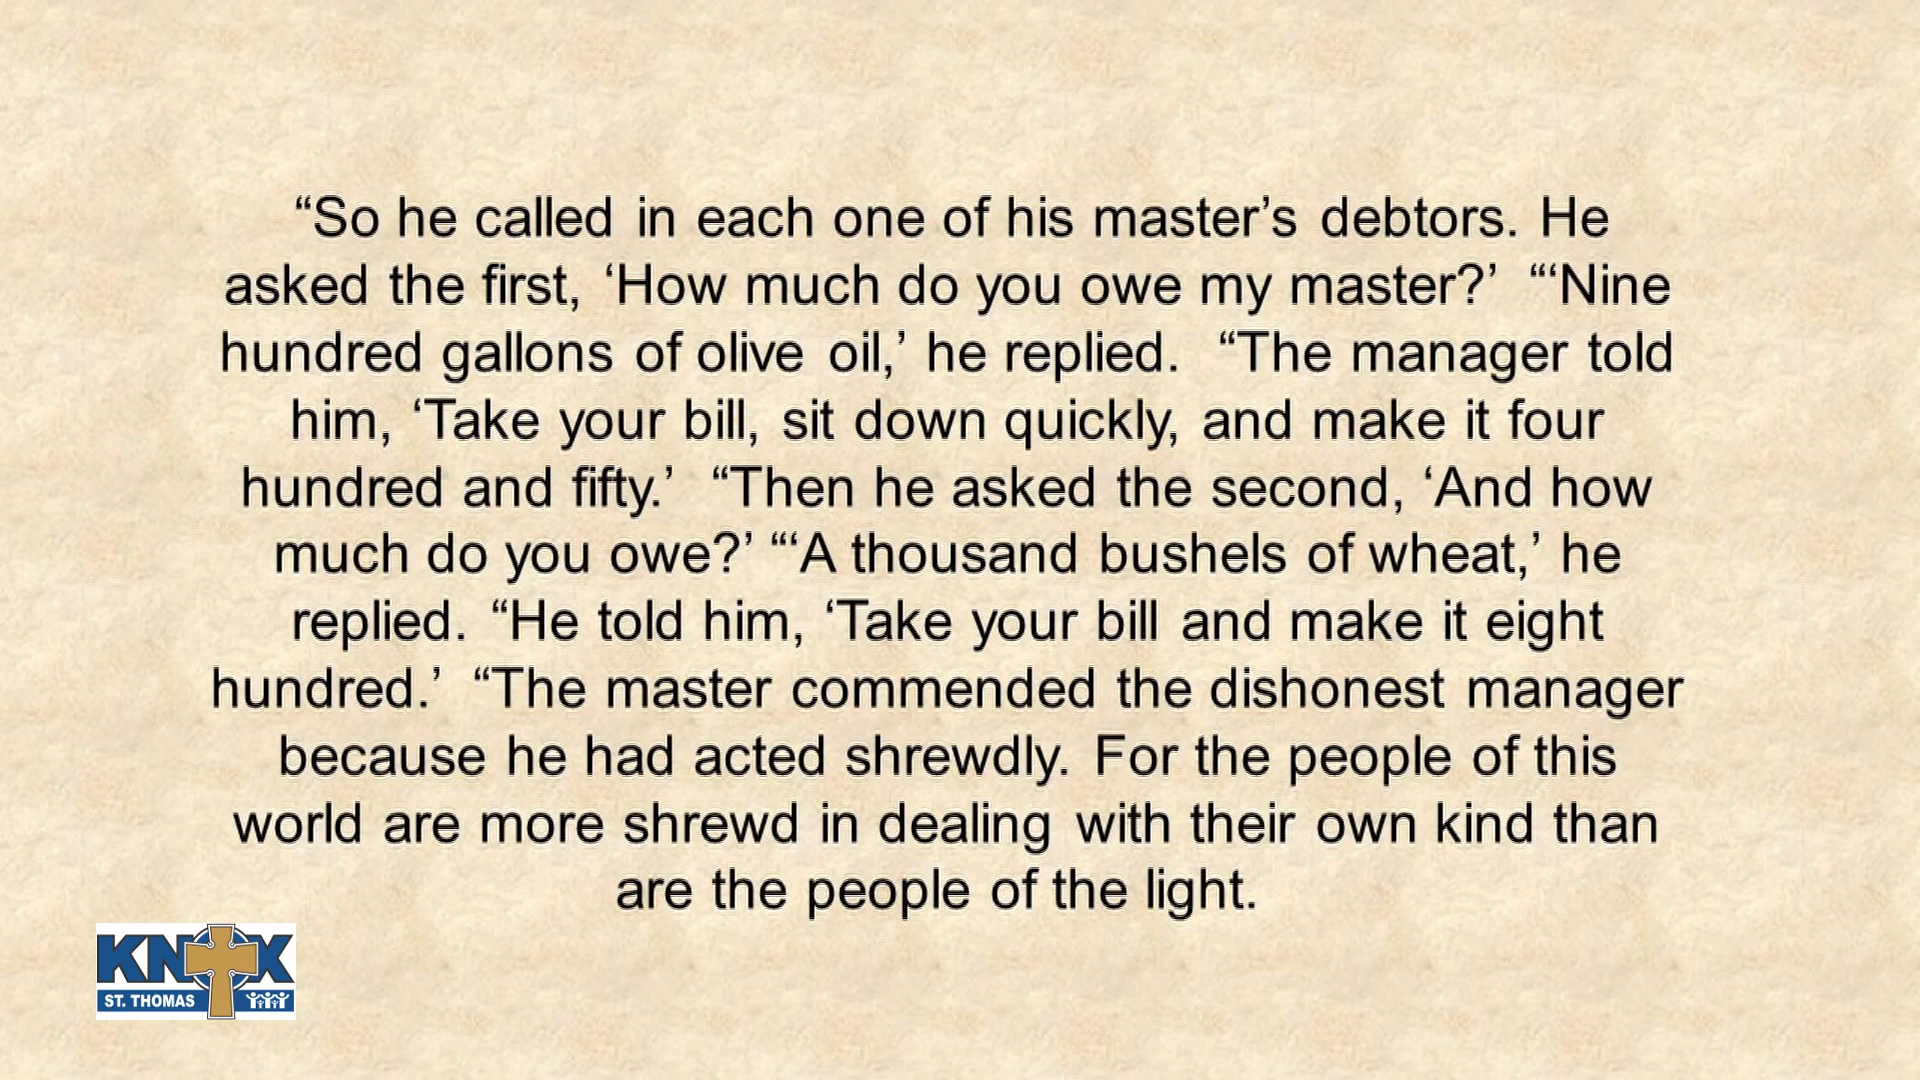 “So he called in each one of his master’s debtors. He
asked the first, ‘How much do you owe my master?’ “‘Nine
hundred gallons of olive oil,’ he replied. “The manager told
him, ‘Take your bill, sit down quickly, and make it four
hundred and fifty.’ “Then he asked the second, ‘And how
much do you owe?’ “‘A thousand bushels of wheat,’ he
replied. “He told him, ‘Take your bill and make it eight
hundred.’ “The master commended the dishonest manager
because he had acted shrewdly. For the people of this
world are more shrewd in dealing with their own kind than
are the people of the light.
KNOX
ST. THOMAS